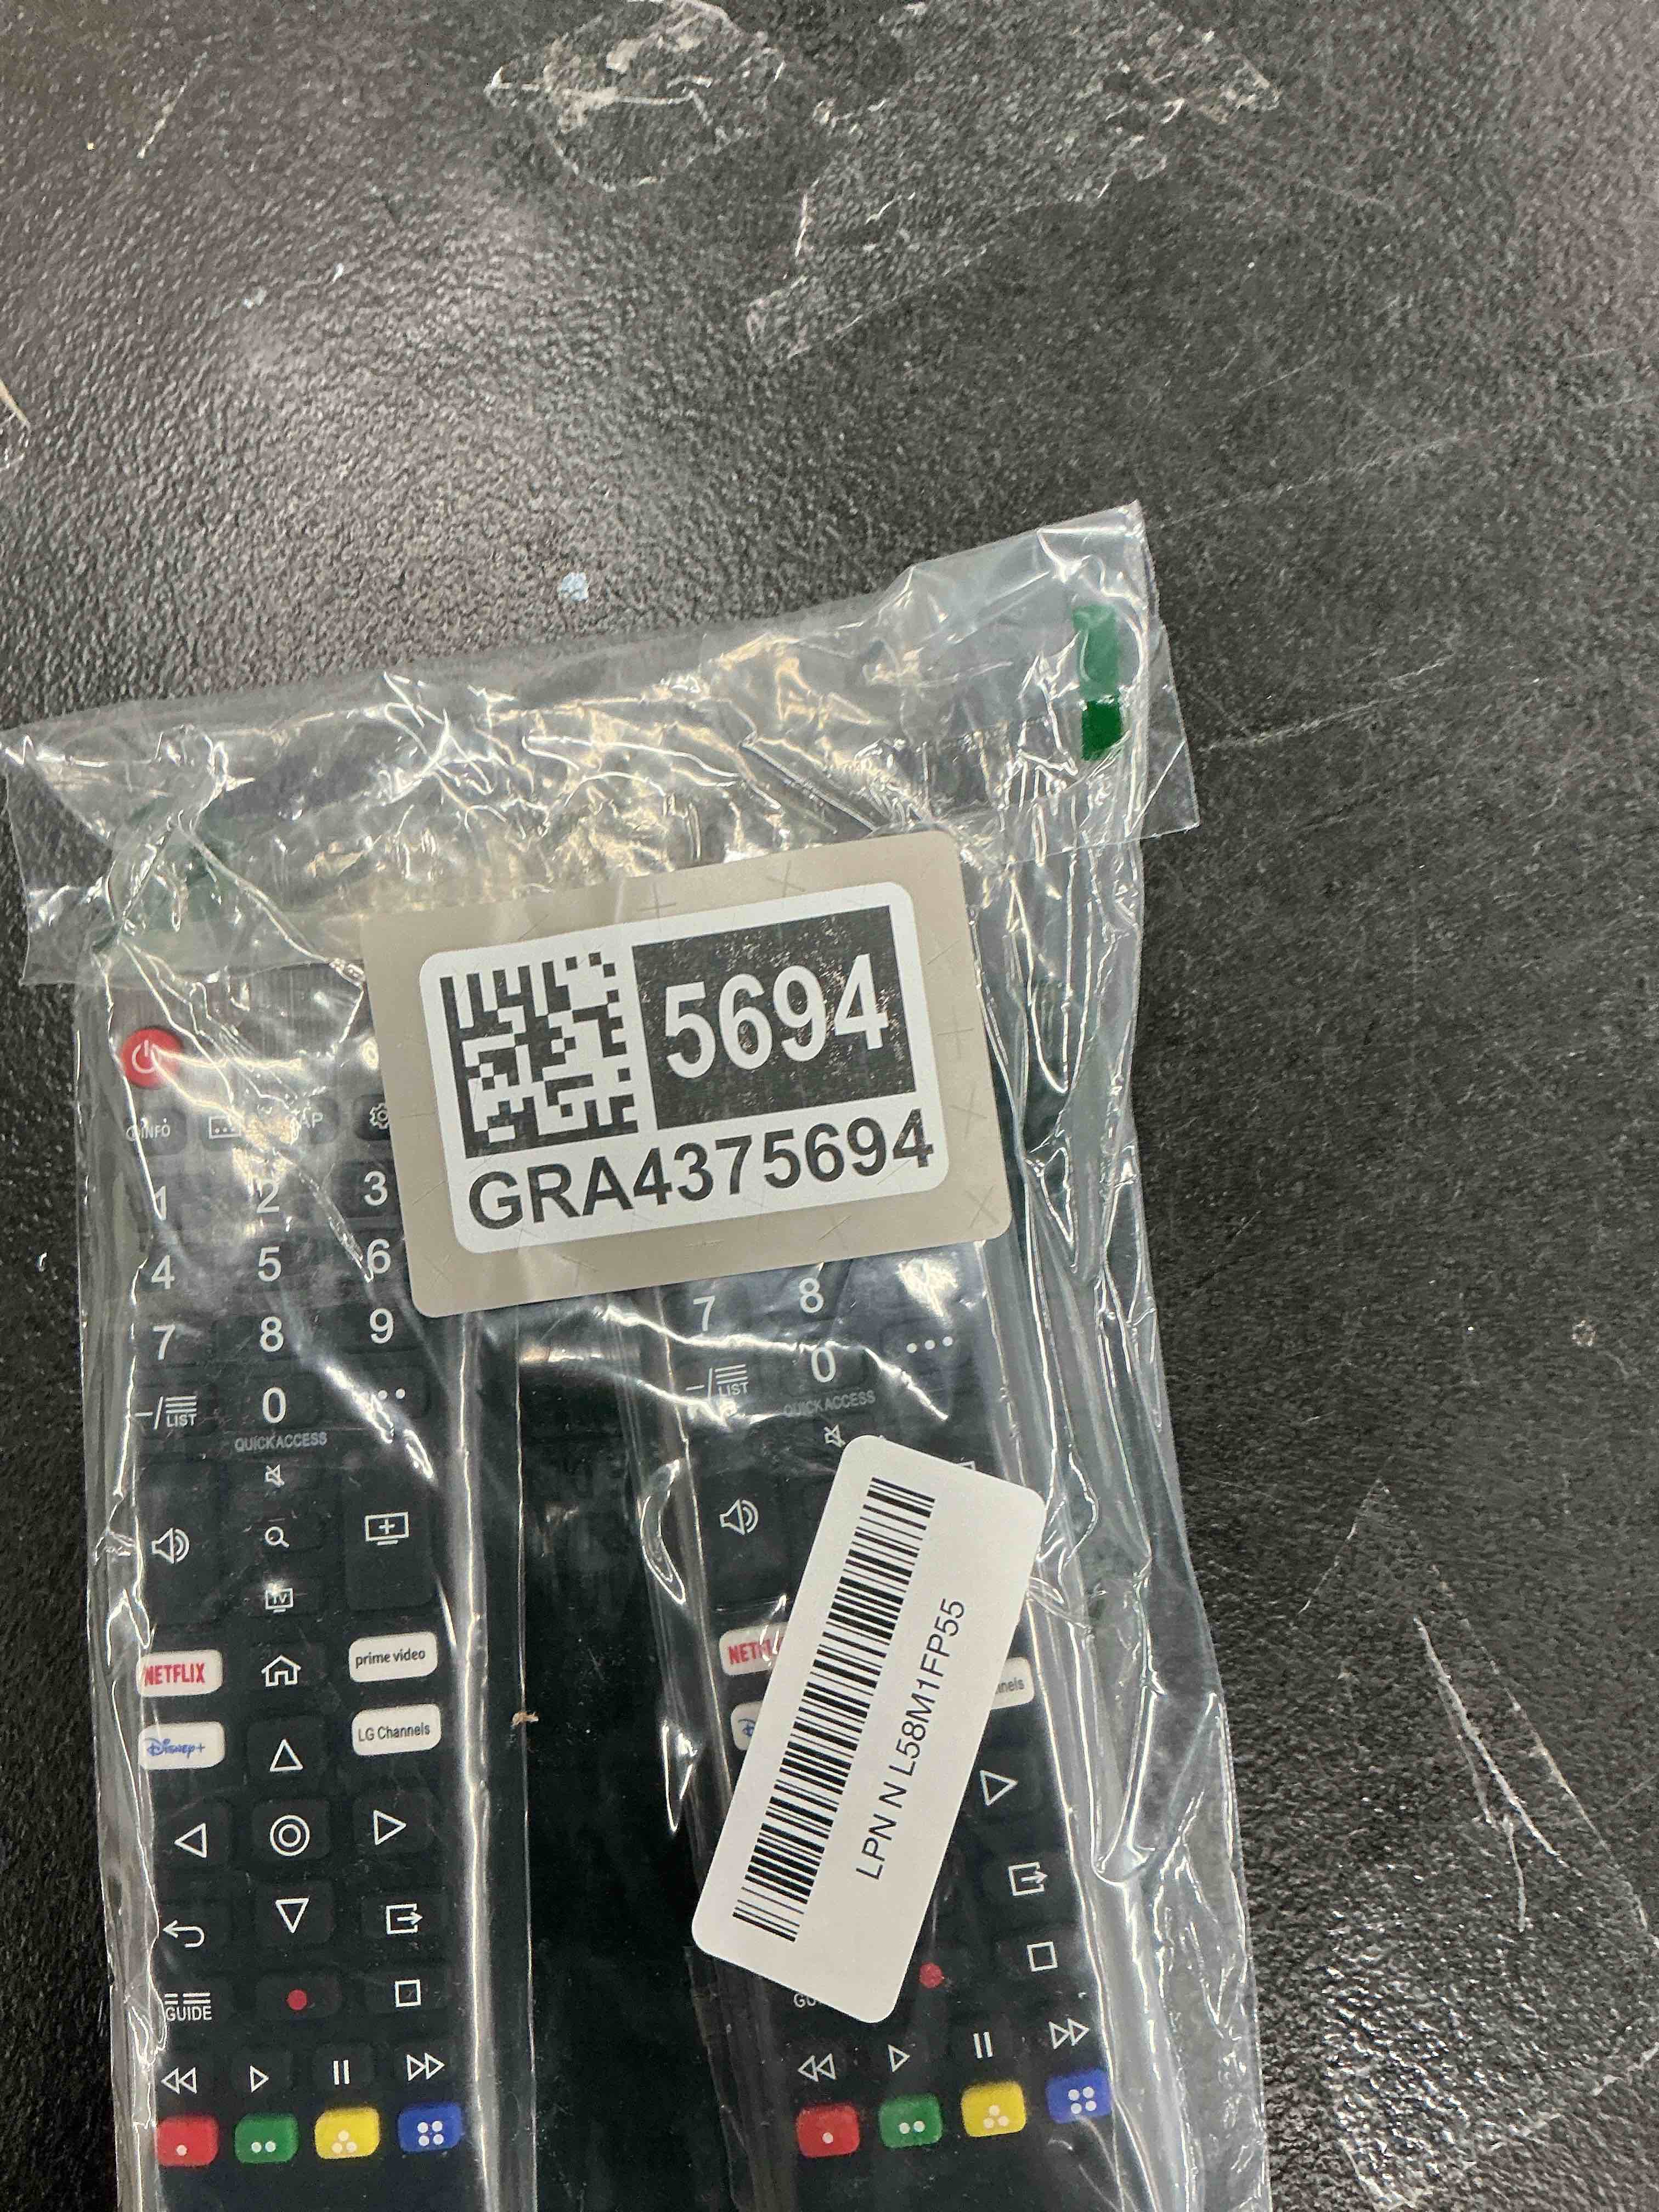 5694
GRA4375694
INFO
1 2 3
4 5 6
7 8 9
-/LIST 0
QUICK ACCESS
NETFLIX
prime video
Disney+
LG Channels
GUIDE
7 8
-/LIST 0
QUICK ACCESS
LPN N L58M1FP55